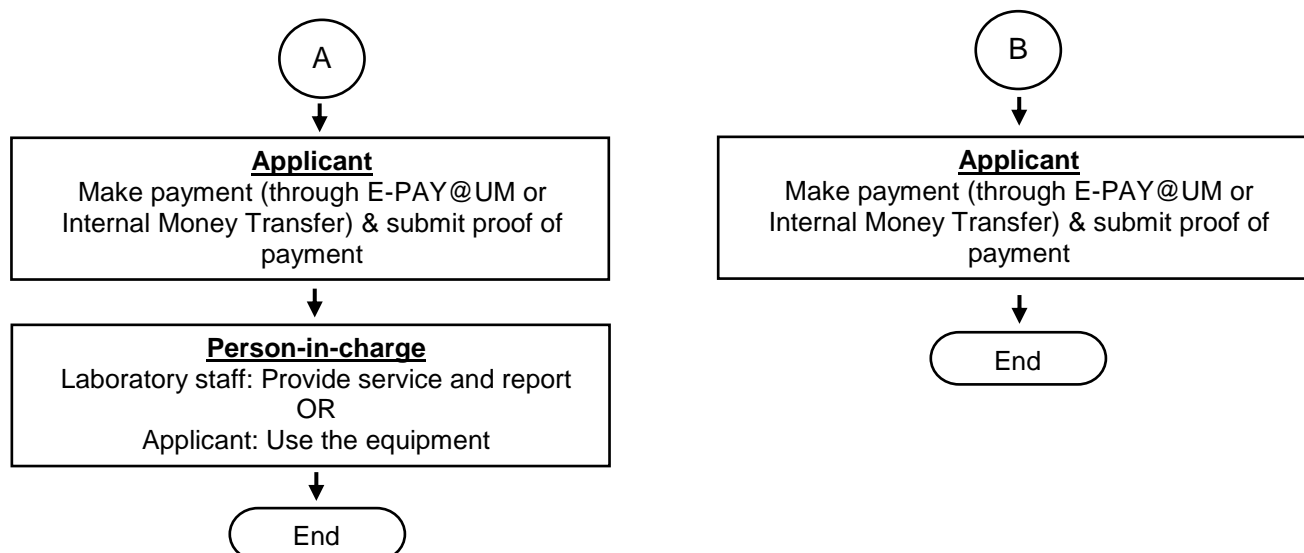 A
Applicant
Make payment (through E-PAY@UM or
Internal Money Transfer) & submit proof of
payment
Person-in-charge
Laboratory staff: Provide service and report
OR
Applicant: Use the equipment
End
B
Applicant
Make payment (through E-PAY@UM or
Internal Money Transfer) & submit proof of
payment
End